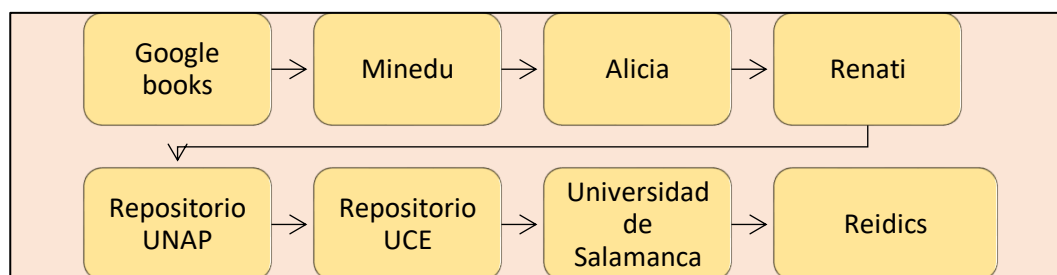 Google
books
Minedu
Alicia
Renati
Repositorio
UNAP
Repositorio
UCE
Universidad
de
Salamanca
Reidics